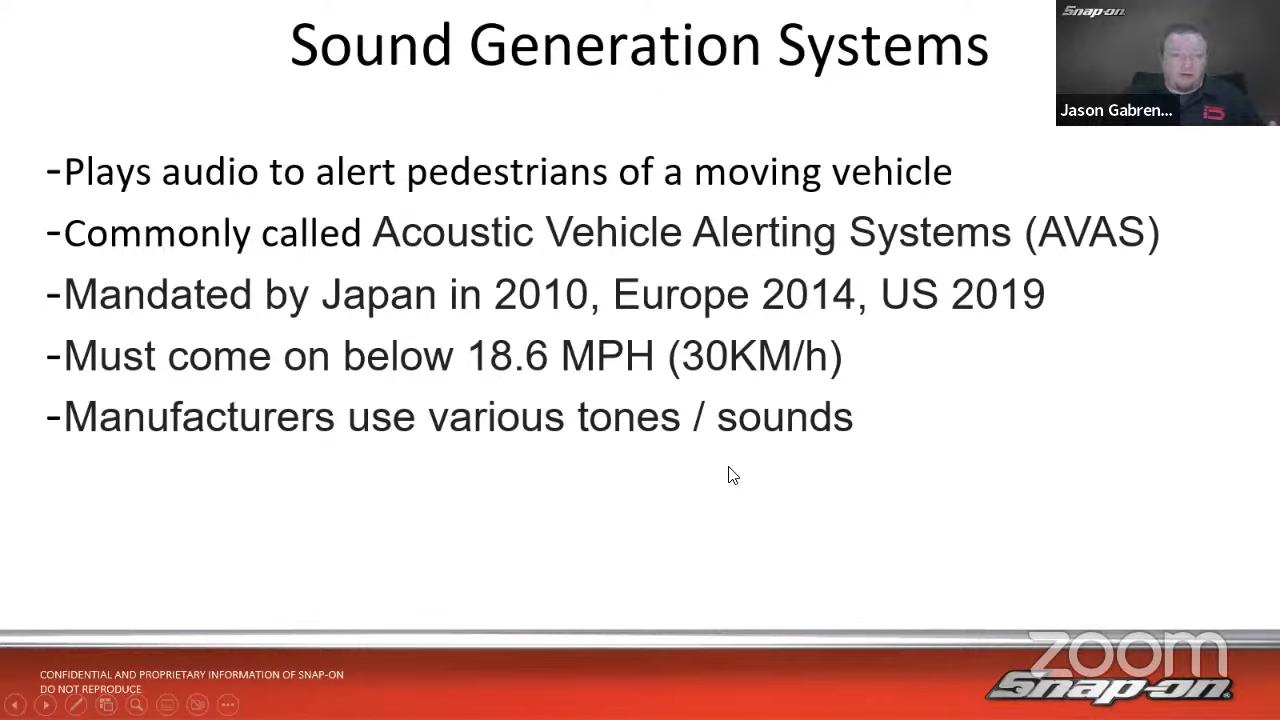 Sound Generation Systems
Snap-on
Jason Gabren...
-Plays audio to alert pedestrians of a moving vehicle
-Commonly called Acoustic Vehicle Alerting Systems (AVAS)
-Mandated by Japan in 2010, Europe 2014, US 2019
-Must come on below 18.6 MPH (30KM/h)
-Manufacturers use various tones / sounds
zoom
CONFIDENTIAL AND PROPRIETARY INFORMATION OF SNAP-ON
DO NOT REPRODUCE
Snap-on